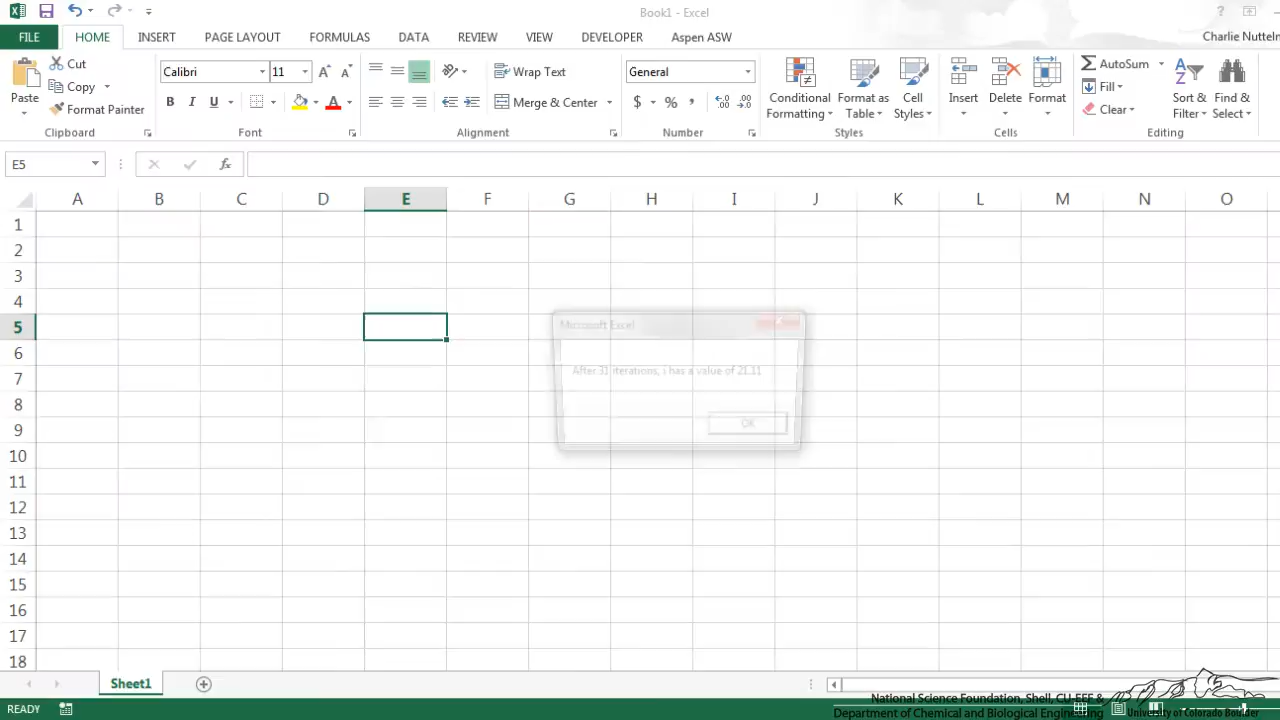 Book1 - Excel
?
FILE HOME INSERT PAGE LAYOUT FORMULAS DATA REVIEW VIEW DEVELOPER Aspen ASW
Charlie Nutteln
Paste
Cut
Copy
Format Painter
Clipboard
Calibri 11
B I U
A A
A
Font
Wrap Text
Merge & Center
Alignment
General
$ % ,
.0 .00
.00 .0
Number
Conditional Formatting
Format as Table
Cell Styles
Styles
Insert
Delete
Format
Cells
AutoSum
Fill
Clear
Sort & Filter
Find & Select
Editing
E5
fx
A B C D E F G H I J K L M N O
1
2
3
4
5
6
7
8
9
10
11
12
13
14
15
16
17
18
Microsoft Excel
After 31 iterations, i has a value of 21.11
OK
Sheet1
READY
National Science Foundation, Shell, CU-EEF &
Department of Chemical and Biological Engineering
University of Colorado Boulder